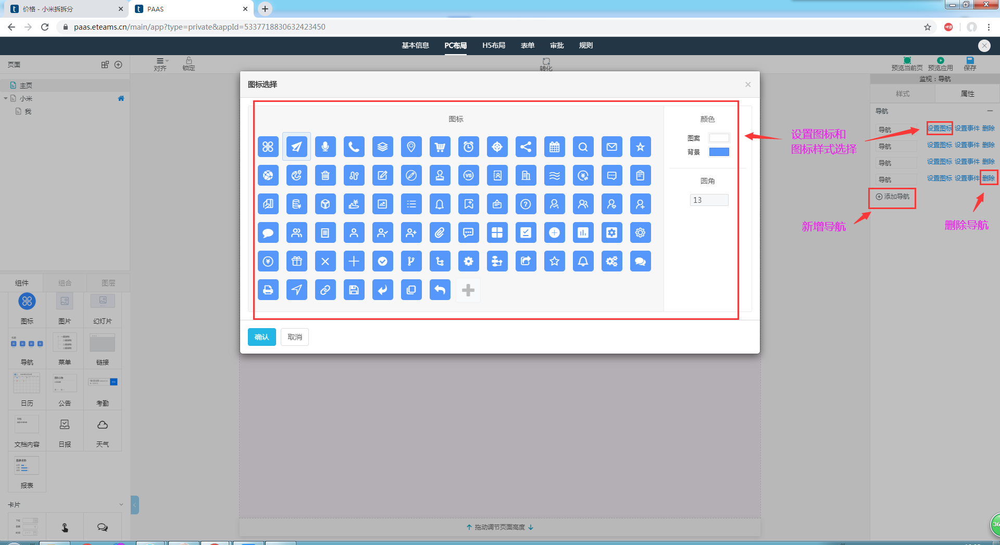 价格 - 小米拆拆分
PAAS
paas.eteams.cn/main/app?type=private&appId=5337718830632423450
基本信息 PC布局 H5布局 表单 审批 规则
页面
对齐 锁定 转化 预览当前页 预览应用 保存
主页
小米
我
监视：导航
样式 属性
导航
导航 设置图标 设置事件 删除
导航 设置图标 设置事件 删除
导航 设置图标 设置事件 删除
导航 设置图标 设置事件 删除
添加导航
图标选择
图标
颜色
图案
背景
圆角
13
确认 取消
设置图标和
图标样式选择
新增导航
删除导航
组件 组合 图层
图标 图片 幻灯片
导航 菜单 链接
日历 公告 考勤
文档内容 日报 天气
报表
卡片
拖动调节页面高度
36